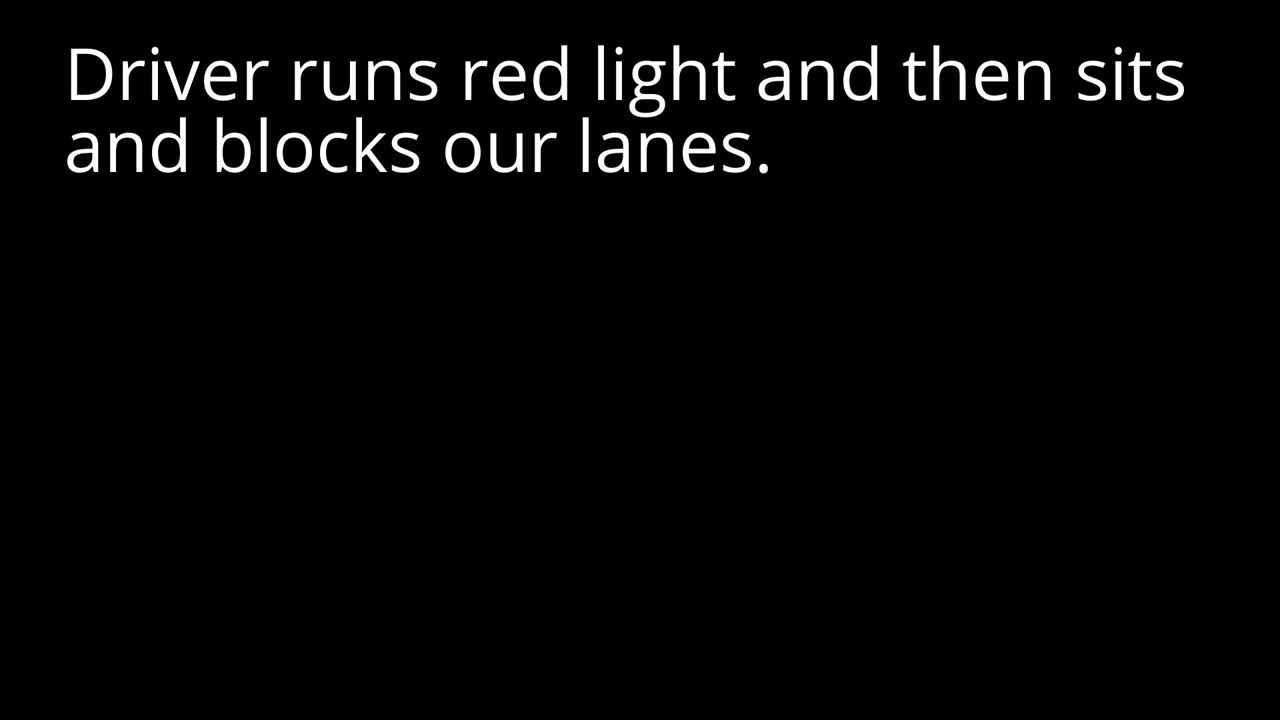 Driver runs red light and then sits
and blocks our lanes.